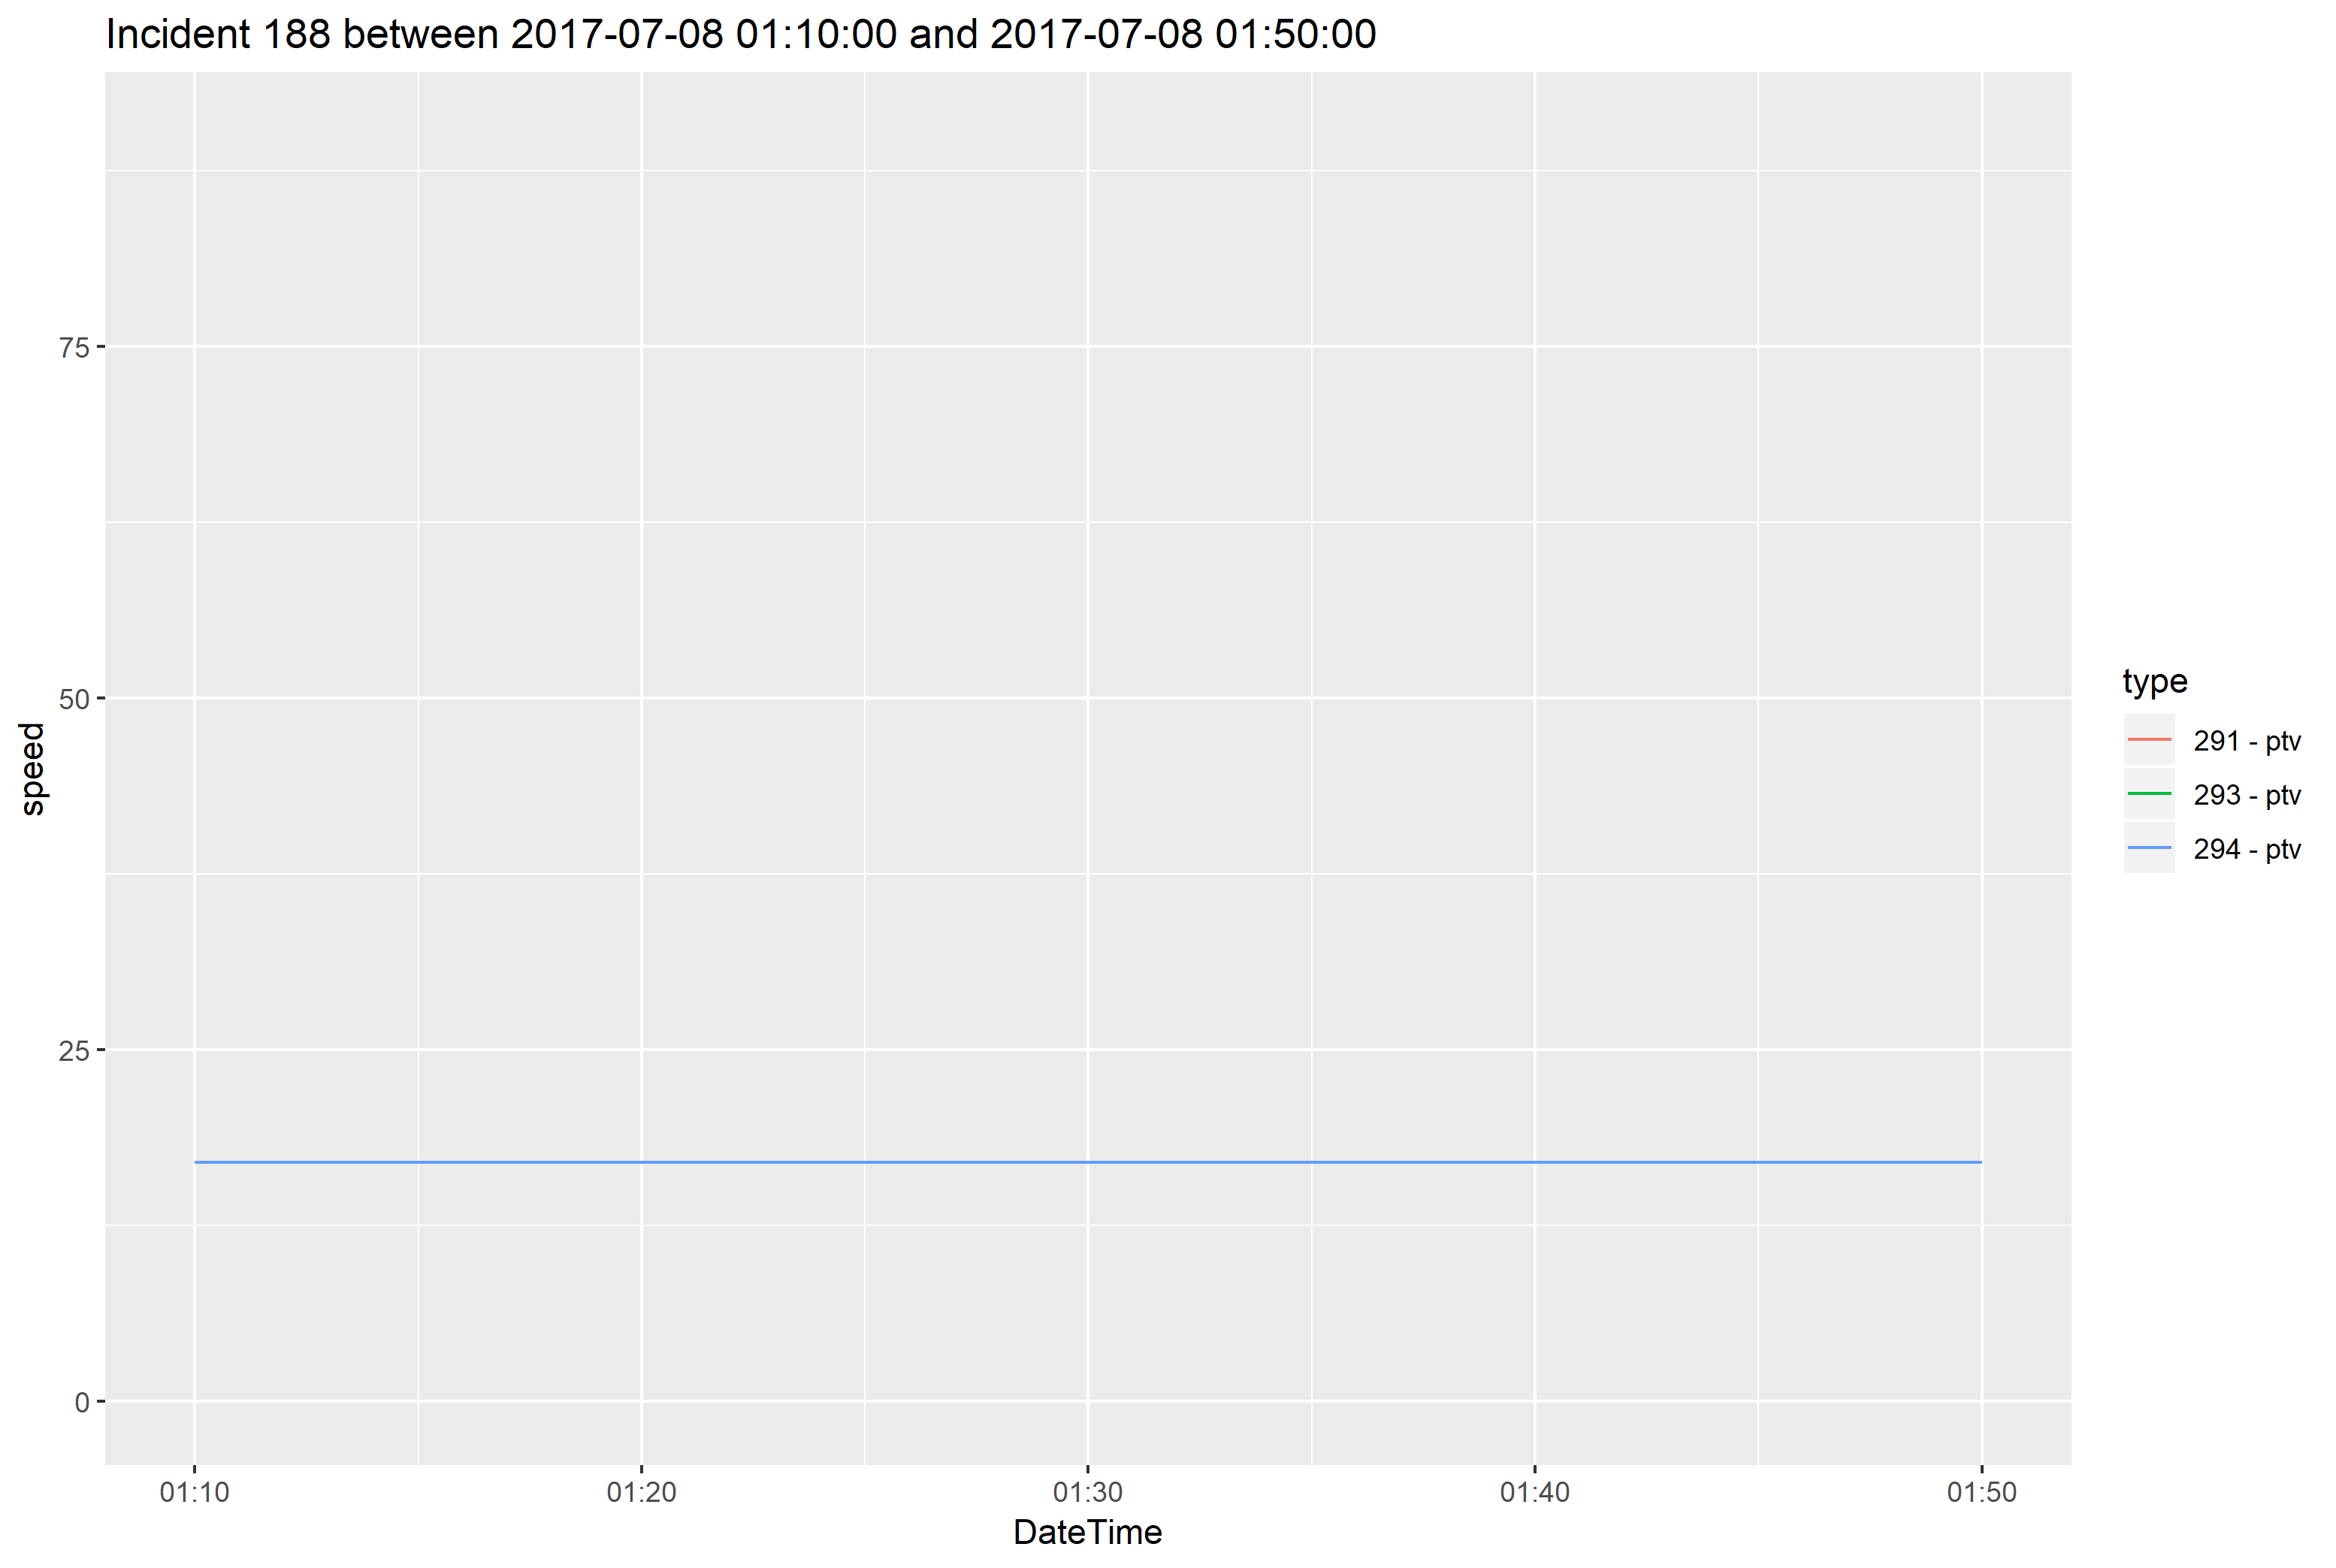 Incident 188 between 2017-07-08 01:10:00 and 2017-07-08 01:50:00
75
50
25
0
speed
01:10 01:20 01:30 01:40 01:50
DateTime
type
291 - ptv
293 - ptv
294 - ptv